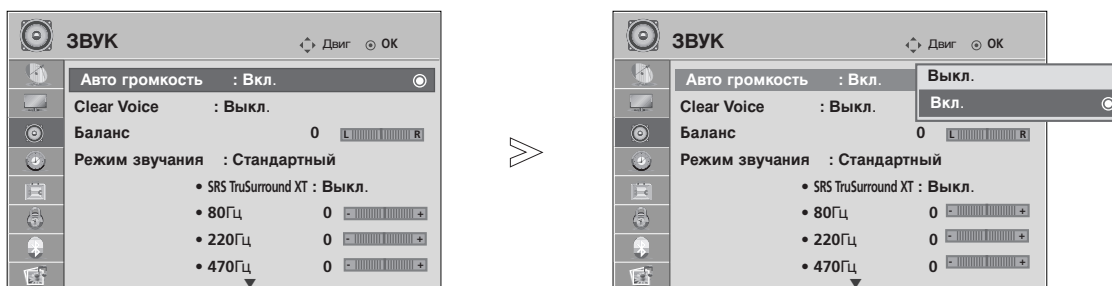 ЗВУК Двиг OK
Авто громкость : Вкл.
Clear Voice : Выкл.
Баланс 0 L R
Режим звучания : Стандартный
• SRS TruSurround XT : Выкл.
• 80Гц 0 - +
• 220Гц 0 - +
• 470Гц 0 - +
>
ЗВУК Двиг OK
Авто громкость : Вкл.
Выкл.
Вкл.
Clear Voice : Выкл.
Баланс 0 L R
Режим звучания : Стандартный
• SRS TruSurround XT : Выкл.
• 80Гц 0 - +
• 220Гц 0 - +
• 470Гц 0 - +